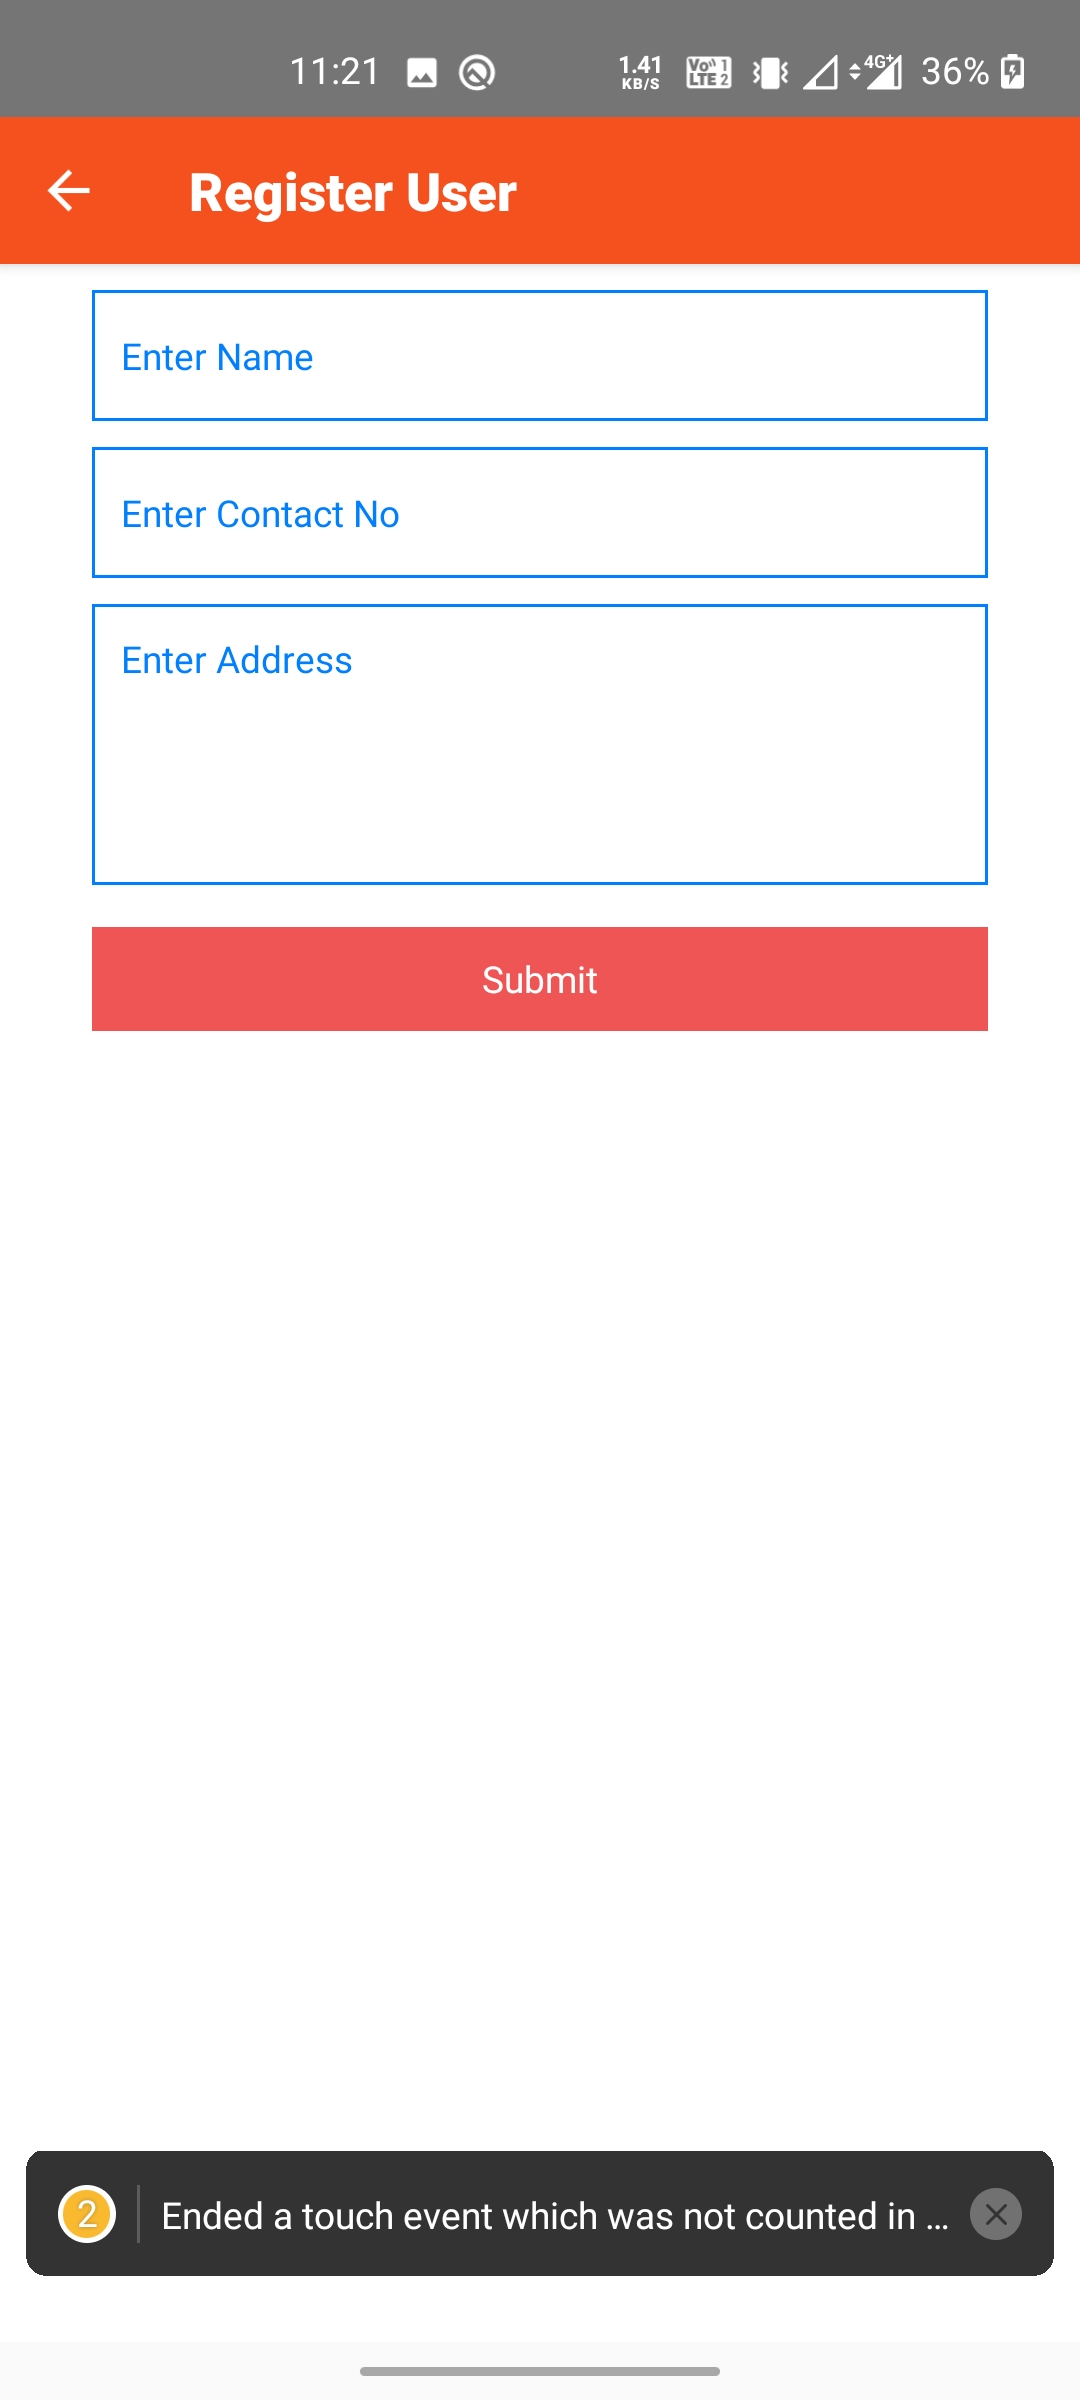 11:21 1.41 KB/S Vo)) 1 LTE 2 4G+ 36%
Register User
Enter Name
Enter Contact No
Enter Address
Submit
2 Ended a touch event which was not counted in ...